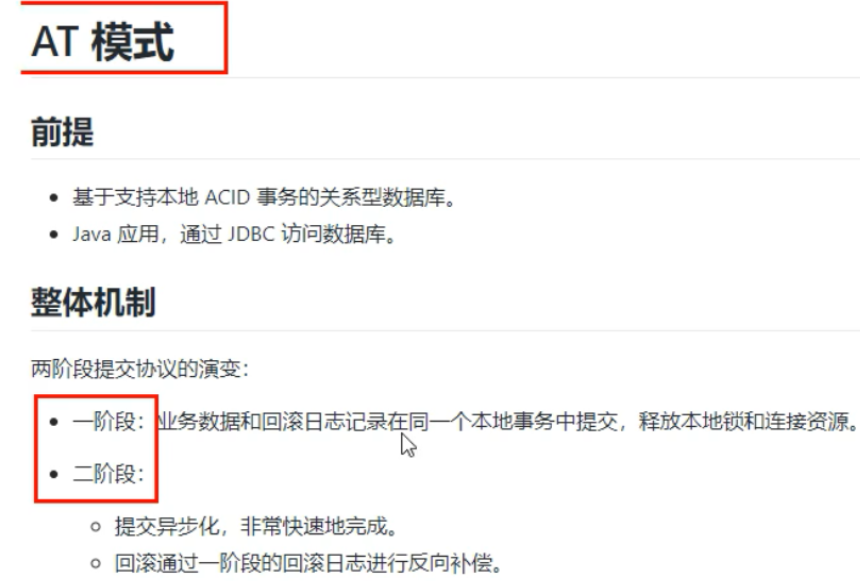 AT 模式
前提
基于支持本地 ACID 事务的关系型数据库。
Java 应用，通过 JDBC 访问数据库。
整体机制
两阶段提交协议的演变：
一阶段：业务数据和回滚日志记录在同一个本地事务中提交，释放本地锁和连接资源。
二阶段：
提交异步化，非常快速地完成。
回滚通过一阶段的回滚日志进行反向补偿。